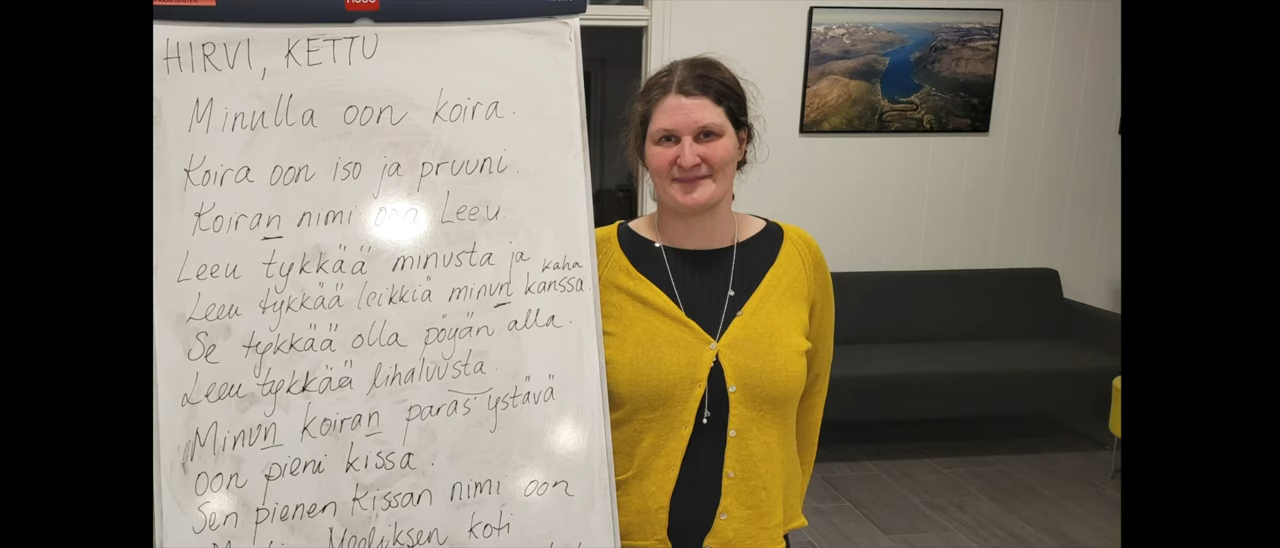 HIRVI, KETTU
Minulla oon koira.
Koira oon iso ja pruuni.
Koiran nimi oon Leeu.
Leeu tykkää minusta ja
kaha
Leeu tykkää leikkiä minun kanssa.
Se tykkää olla pöyän alla.
Leeu tykkää lihaluusta.
Minun koiran paras ystävä
oon pieni kissa.
Sen pienen kissan nimi oon
koti